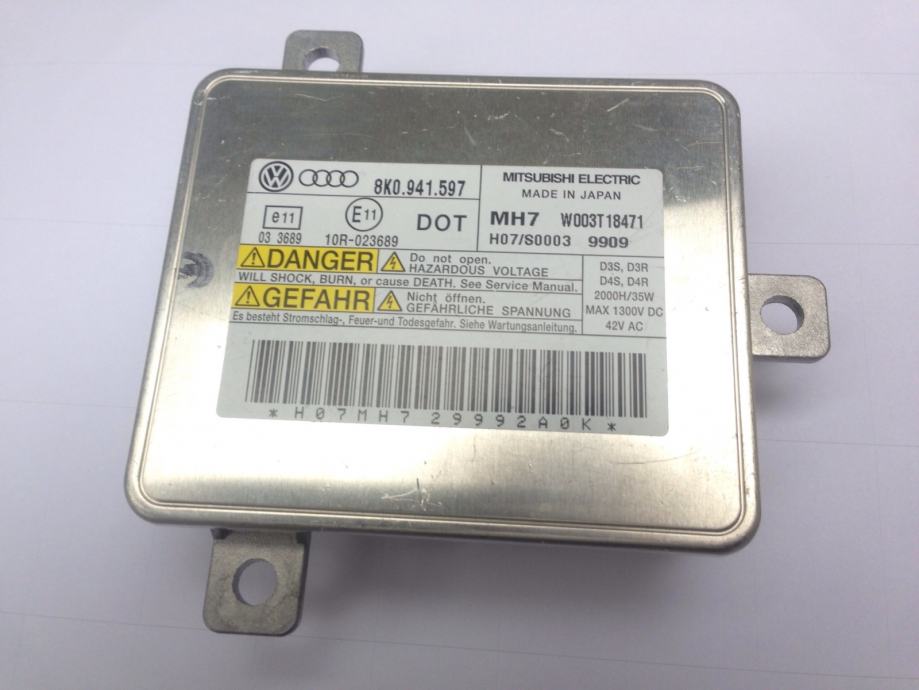 VW
8K0.941.597
MITSUBISHI ELECTRIC
MADE IN JAPAN
e11
E11
DOT
MH7 W003T18471
03 3689
10R-023689
H07/S0003 9909
DANGER
Do not open.
HAZARDOUS VOLTAGE
WILL SHOCK, BURN, or cause DEATH. See Service Manual.
GEFAHR
Nicht öffnen.
GEFÄHRLICHE SPANNUNG
Es besteht Stromschlag-, Feuer-und Todesgefahr. Siehe Wartungsanleitung.
D3S, D3R
D4S, D4R
2000H/35W
MAX 1300V DC
42V AC
*H07MH729992A0K*